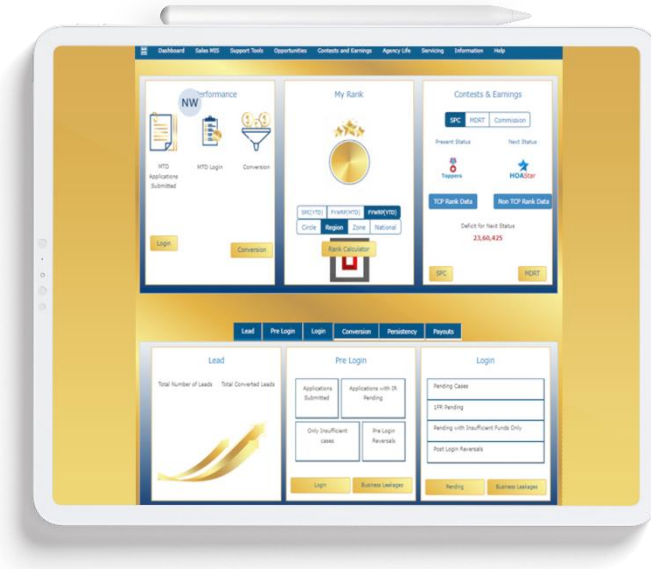 Dashboard Sales MIS Support Tools Opportunities Contests and Earnings Agency Life Servicing Information Help
Performance
NW
MTD
Applications
Submitted
MTD Login
Conversion
Login
Conversion
My Rank
SPC(YTD) FYWRP(MTD) FYWRP(YTD)
Circle Region Zone National
Rank Calculator
Contests & Earnings
SPC MDRT Commission
Present Status Next Status
Toppers HOAStar
TCP Rank Data Non TCP Rank Data
Deficit for Next Status
23,60,425
SPC MDRT
Lead Pre Login Login Conversion Persistency Payouts
Lead
Total Number of Leads Total Converted Leads
Pre Login
Applications
Submitted
Applications with IR
Pending
Only Insufficient
cases
Pre Login
Reversals
Login Business Leakages
Login
Pending Cases
1FR Pending
Pending with Insufficient Funds Only
Post Login Reversals
Pending Business Leakages